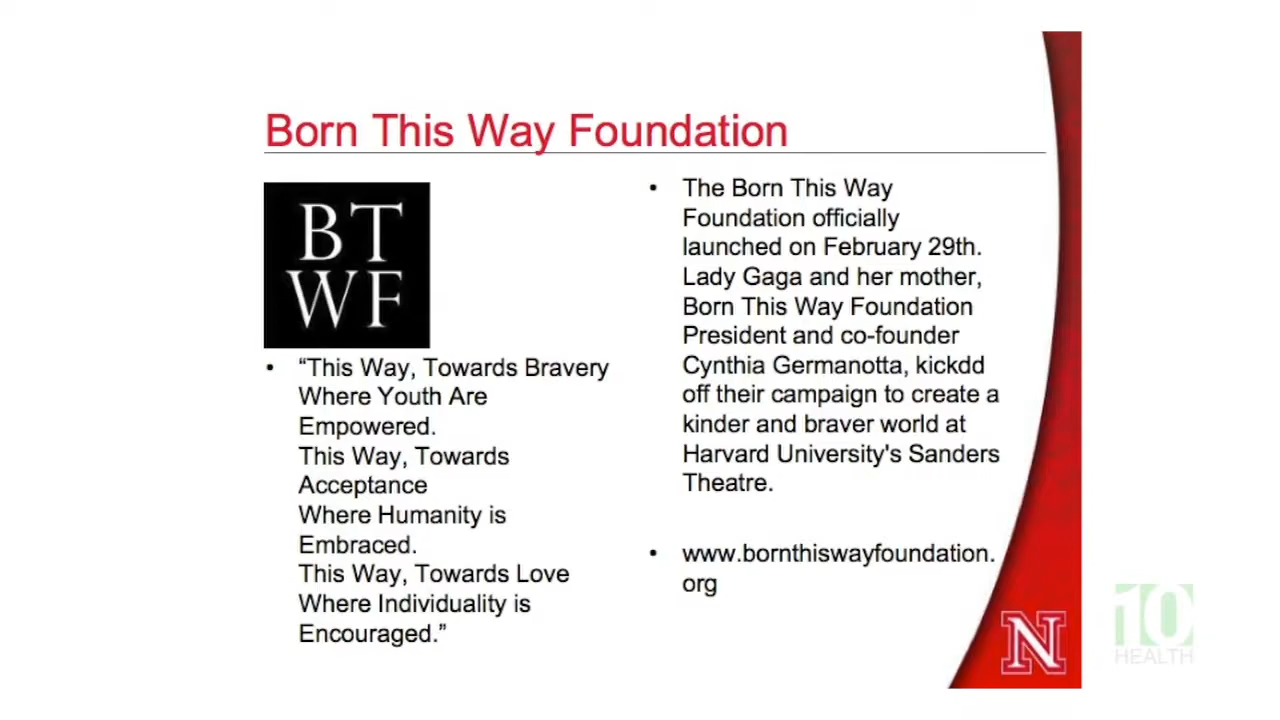 Born This Way Foundation
BT
WF
• “This Way, Towards Bravery
Where Youth Are
Empowered.
This Way, Towards
Acceptance
Where Humanity is
Embraced.
This Way, Towards Love
Where Individuality is
Encouraged.”
• The Born This Way
Foundation officially
launched on February 29th.
Lady Gaga and her mother,
Born This Way Foundation
President and co-founder
Cynthia Germanotta, kickdd
off their campaign to create a
kinder and braver world at
Harvard University's Sanders
Theatre.
• www.bornthiswayfoundation.
org
N
10
HEALTH